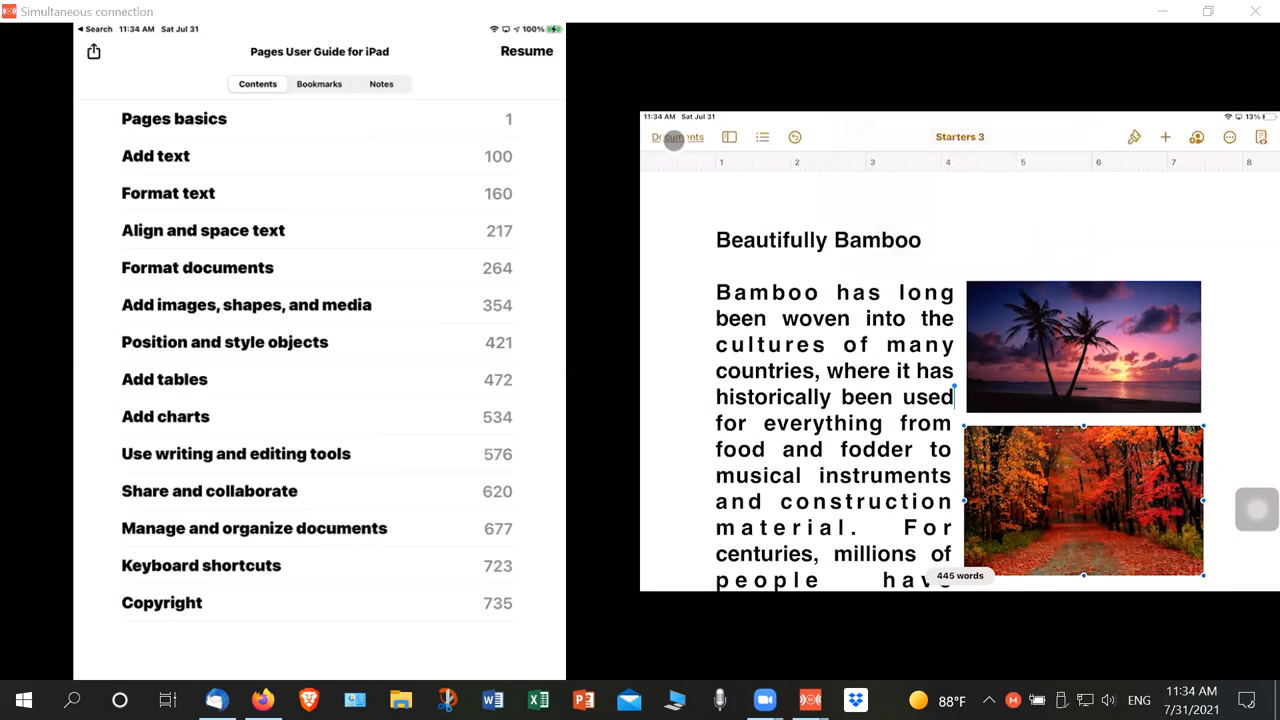 Simultaneous connection
Search 11:34 AM Sat Jul 31
100%
Pages User Guide for iPad
Resume
Contents
Bookmarks
Notes
Pages basics 1
Add text 100
Format text 160
Align and space text 217
Format documents 264
Add images, shapes, and media 354
Position and style objects 421
Add tables 472
Add charts 534
Use writing and editing tools 576
Share and collaborate 620
Manage and organize documents 677
Keyboard shortcuts 723
Copyright 735
11:34 AM Sat Jul 31
13%
Documents
Starters 3
1 2 3 4 5 6 7 8
Beautifully Bamboo
Bamboo has long
been woven into the
cultures of many
countries, where it has
historically been used
for everything from
food and fodder to
musical instruments
and construction
material. For
centuries, millions of
people have
445 words
88°F
ENG
11:34 AM
7/31/2021